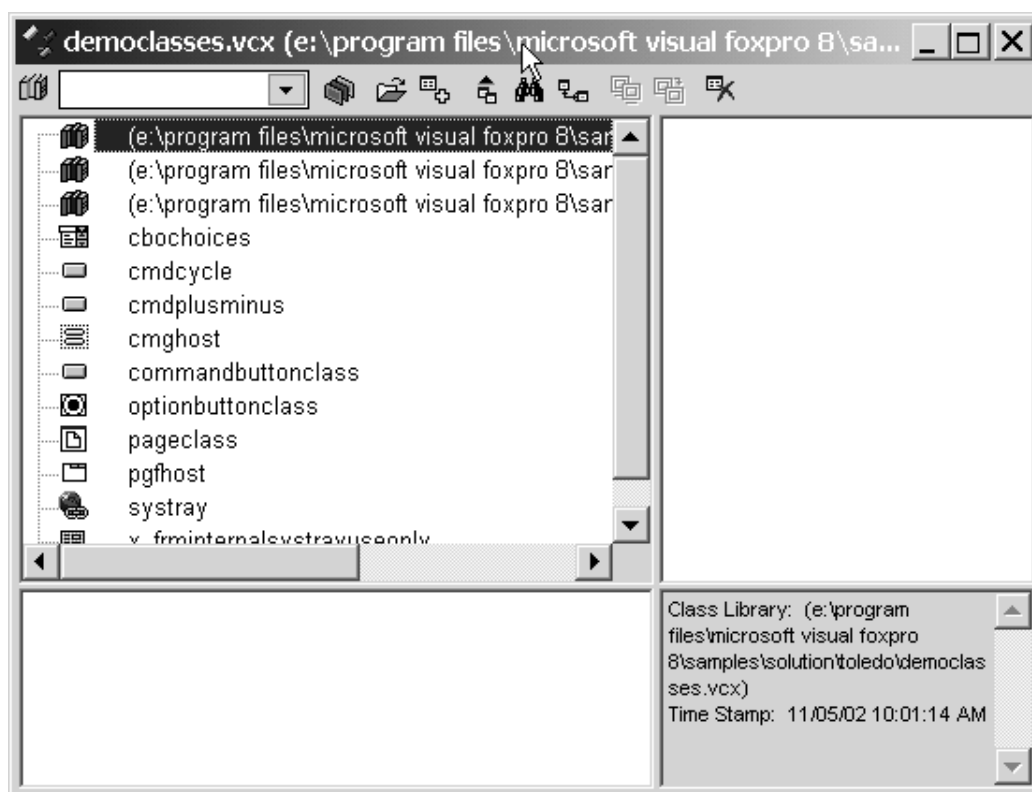 democlasses.vcx (e:\program files\microsoft visual foxpro 8\sa...
(e:\program files\microsoft visual foxpro 8\sar
(e:\program files\microsoft visual foxpro 8\sar
(e:\program files\microsoft visual foxpro 8\sar
cbochoices
cmdcycle
cmdplusminus
cmghost
commandbuttonclass
optionbuttonclass
pageclass
pgfhost
systray
x_frminternalsystrayuseonly
Class Library: (e:\program
files\microsoft visual foxpro
8\samples\solution\toledo\democlas
ses.vcx)
Time Stamp: 11/05/02 10:01:14 AM